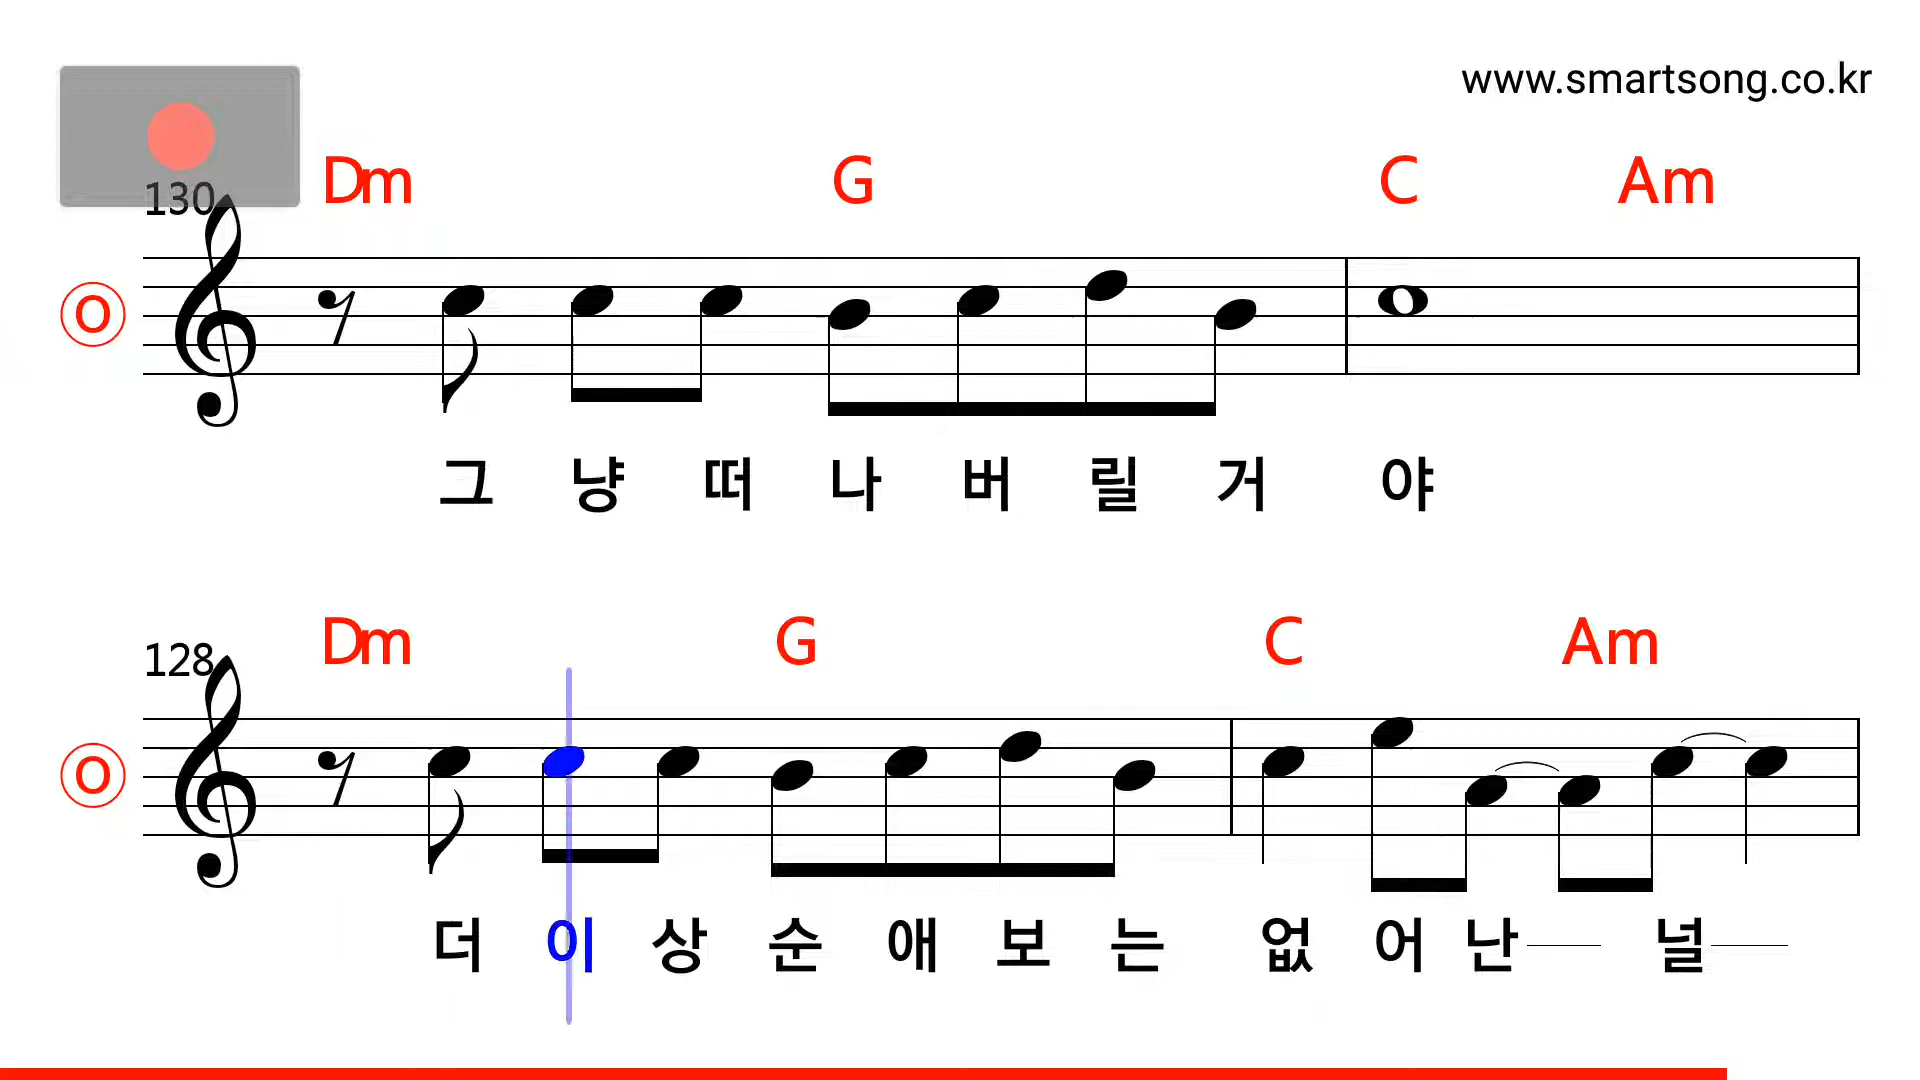 www.smartsong.co.kr
130 Dm G C Am
O
그 냥 떠 나 버 릴 거 야
128 Dm G C Am
O
더 이 상 순 애 보 는 없 어 난 널